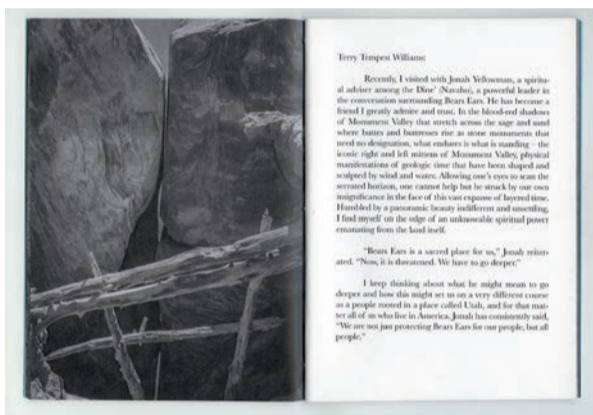 Terry Tempest Williams:
Recently, I visited with Jonah Yellowman, a spiritu-
al adviser among the Dine' (Navaho), a powerful leader in
the conversation surrounding Bears Ears. He has become a
friend I greatly admire and trust. In the blood-red shadows
of Monument Valley that stretch across the sage and sand
where buttes and buttresses rise as stone monuments that
need no designation, what endures is what is standing – the
iconic right and left mittens of Monument Valley, physical
manifestations of geologic time that have been shaped and
sculpted by wind and water. Allowing one's eyes to scan the
serrated horizon, one cannot help but be struck by our own
insignificance in the face of this vast expanse of layered time.
Humbled by a panoramic beauty indifferent and unsettling,
I find myself on the edge of an unknowable spiritual power
emanating from the land itself.
"Bears Ears is a sacred place for us," Jonah reiter-
ated. "Now, it is threatened. We have to go deeper."
I keep thinking about what he might mean to go
deeper and how this might set us on a very different course
as a people rooted in a place called Utah, and for that mat-
ter all of us who live in America. Jonah has consistently said,
"We are not just protecting Bears Ears for our people, but all
people."